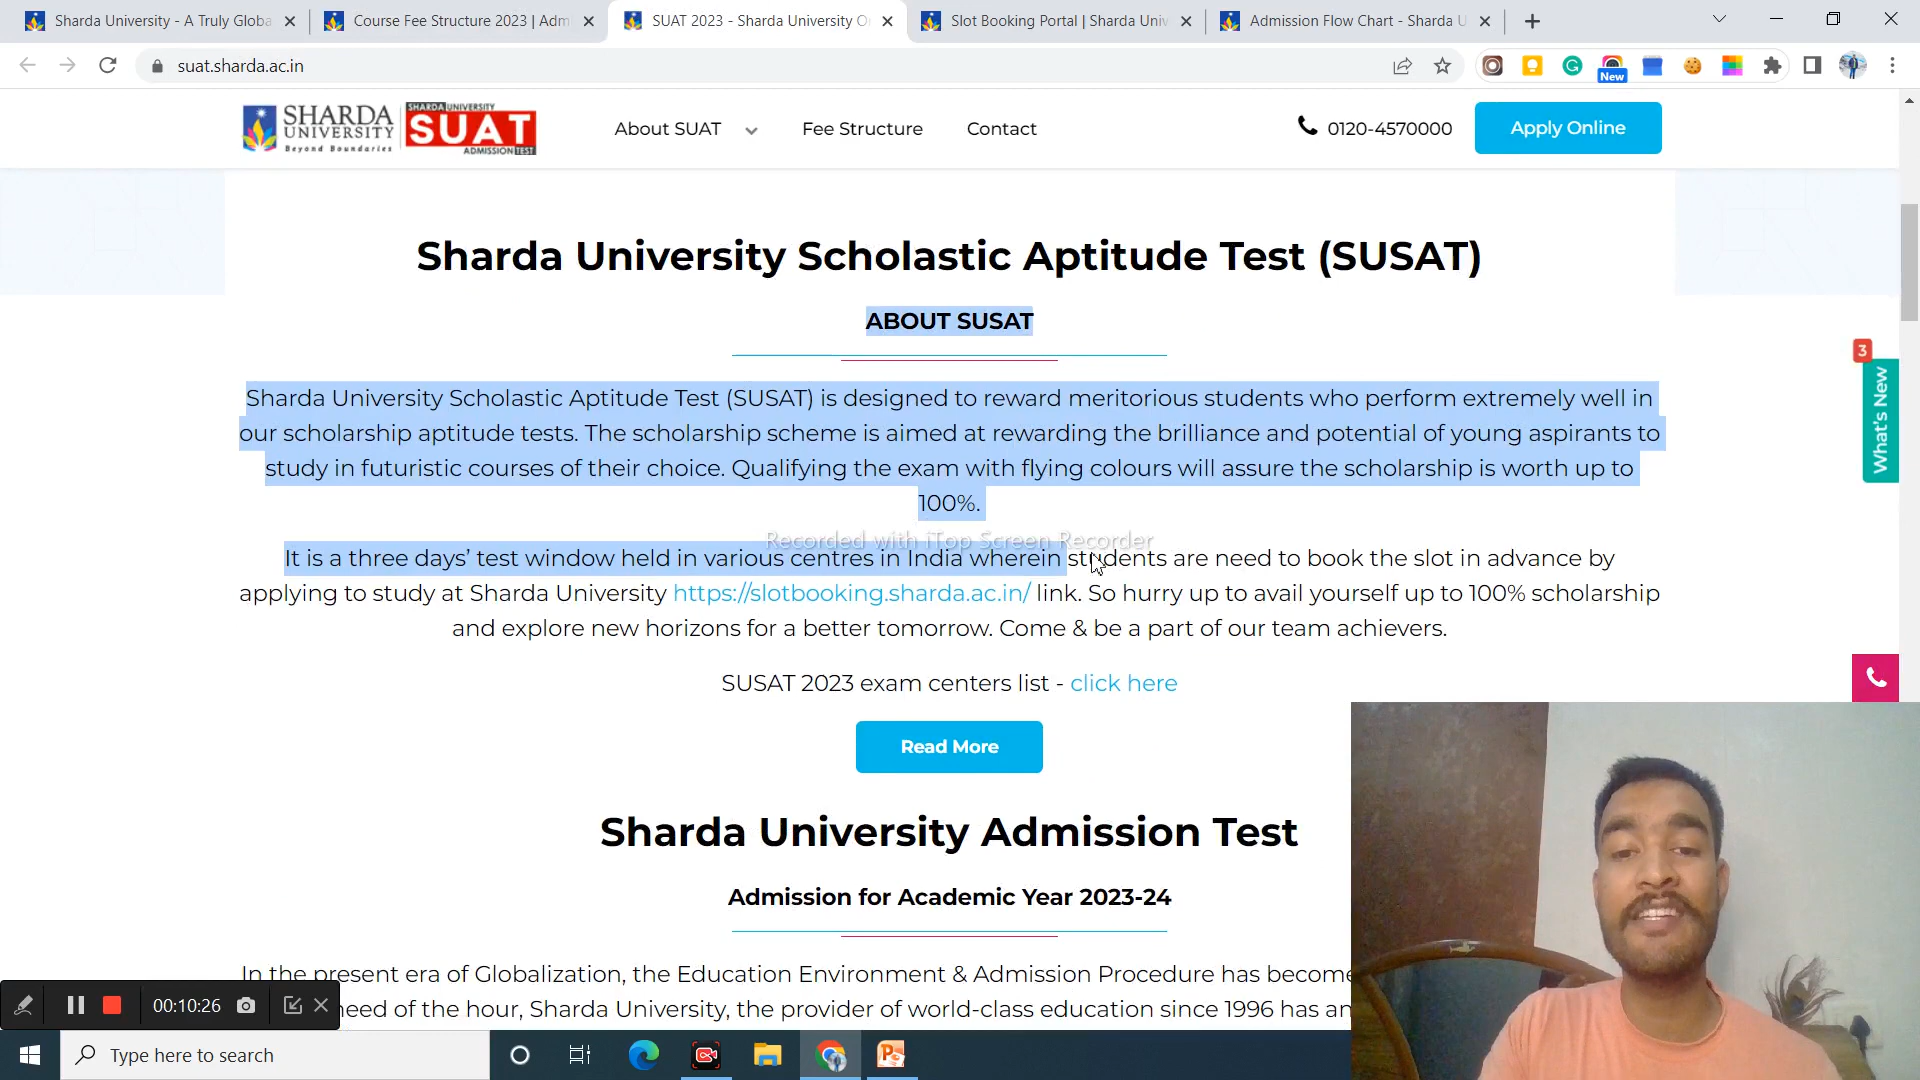 Sharda University - A Truly Globa
Course Fee Structure 2023 | Adm
SUAT 2023 - Sharda University O
Slot Booking Portal | Sharda Univ
Admission Flow Chart - Sharda U
suat.sharda.ac.in
New
SHARDA
UNIVERSITY
Beyond Boundaries
SHARDA UNIVERSITY
SUAT
ADMISSION TEST
About SUAT
Fee Structure
Contact
0120-4570000
Apply Online
Sharda University Scholastic Aptitude Test (SUSAT)
ABOUT SUSAT
Sharda University Scholastic Aptitude Test (SUSAT) is designed to reward meritorious students who perform extremely well in
our scholarship aptitude tests. The scholarship scheme is aimed at rewarding the brilliance and potential of young aspirants to
study in futuristic courses of their choice. Qualifying the exam with flying colours will assure the scholarship is worth up to
100%.
Recorded with iTop Screen Recorder
It is a three days' test window held in various centres in India wherein students are need to book the slot in advance by
applying to study at Sharda University https://slotbooking.sharda.ac.in/ link. So hurry up to avail yourself up to 100% scholarship
and explore new horizons for a better tomorrow. Come & be a part of our team achievers.
SUSAT 2023 exam centers list - click here
Read More
3
What's New
Sharda University Admission Test
Admission for Academic Year 2023-24
In the present era of Globalization, the Education Environment & Admission Procedure has become
need of the hour, Sharda University, the provider of world-class education since 1996 has an
00:10:26
Type here to search